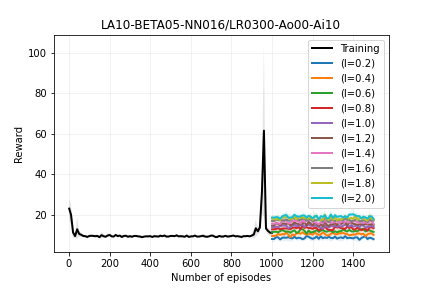 LA10-BETA05-NN016/LR0300-Ao00-Ai10
Reward
100
80
60
40
20
Training
(l=0.2)
(l=0.4)
(l=0.6)
(l=0.8)
(l=1.0)
(l=1.2)
(l=1.4)
(l=1.6)
(l=1.8)
(l=2.0)
0 200 400 600 800 1000 1200 1400
Number of episodes